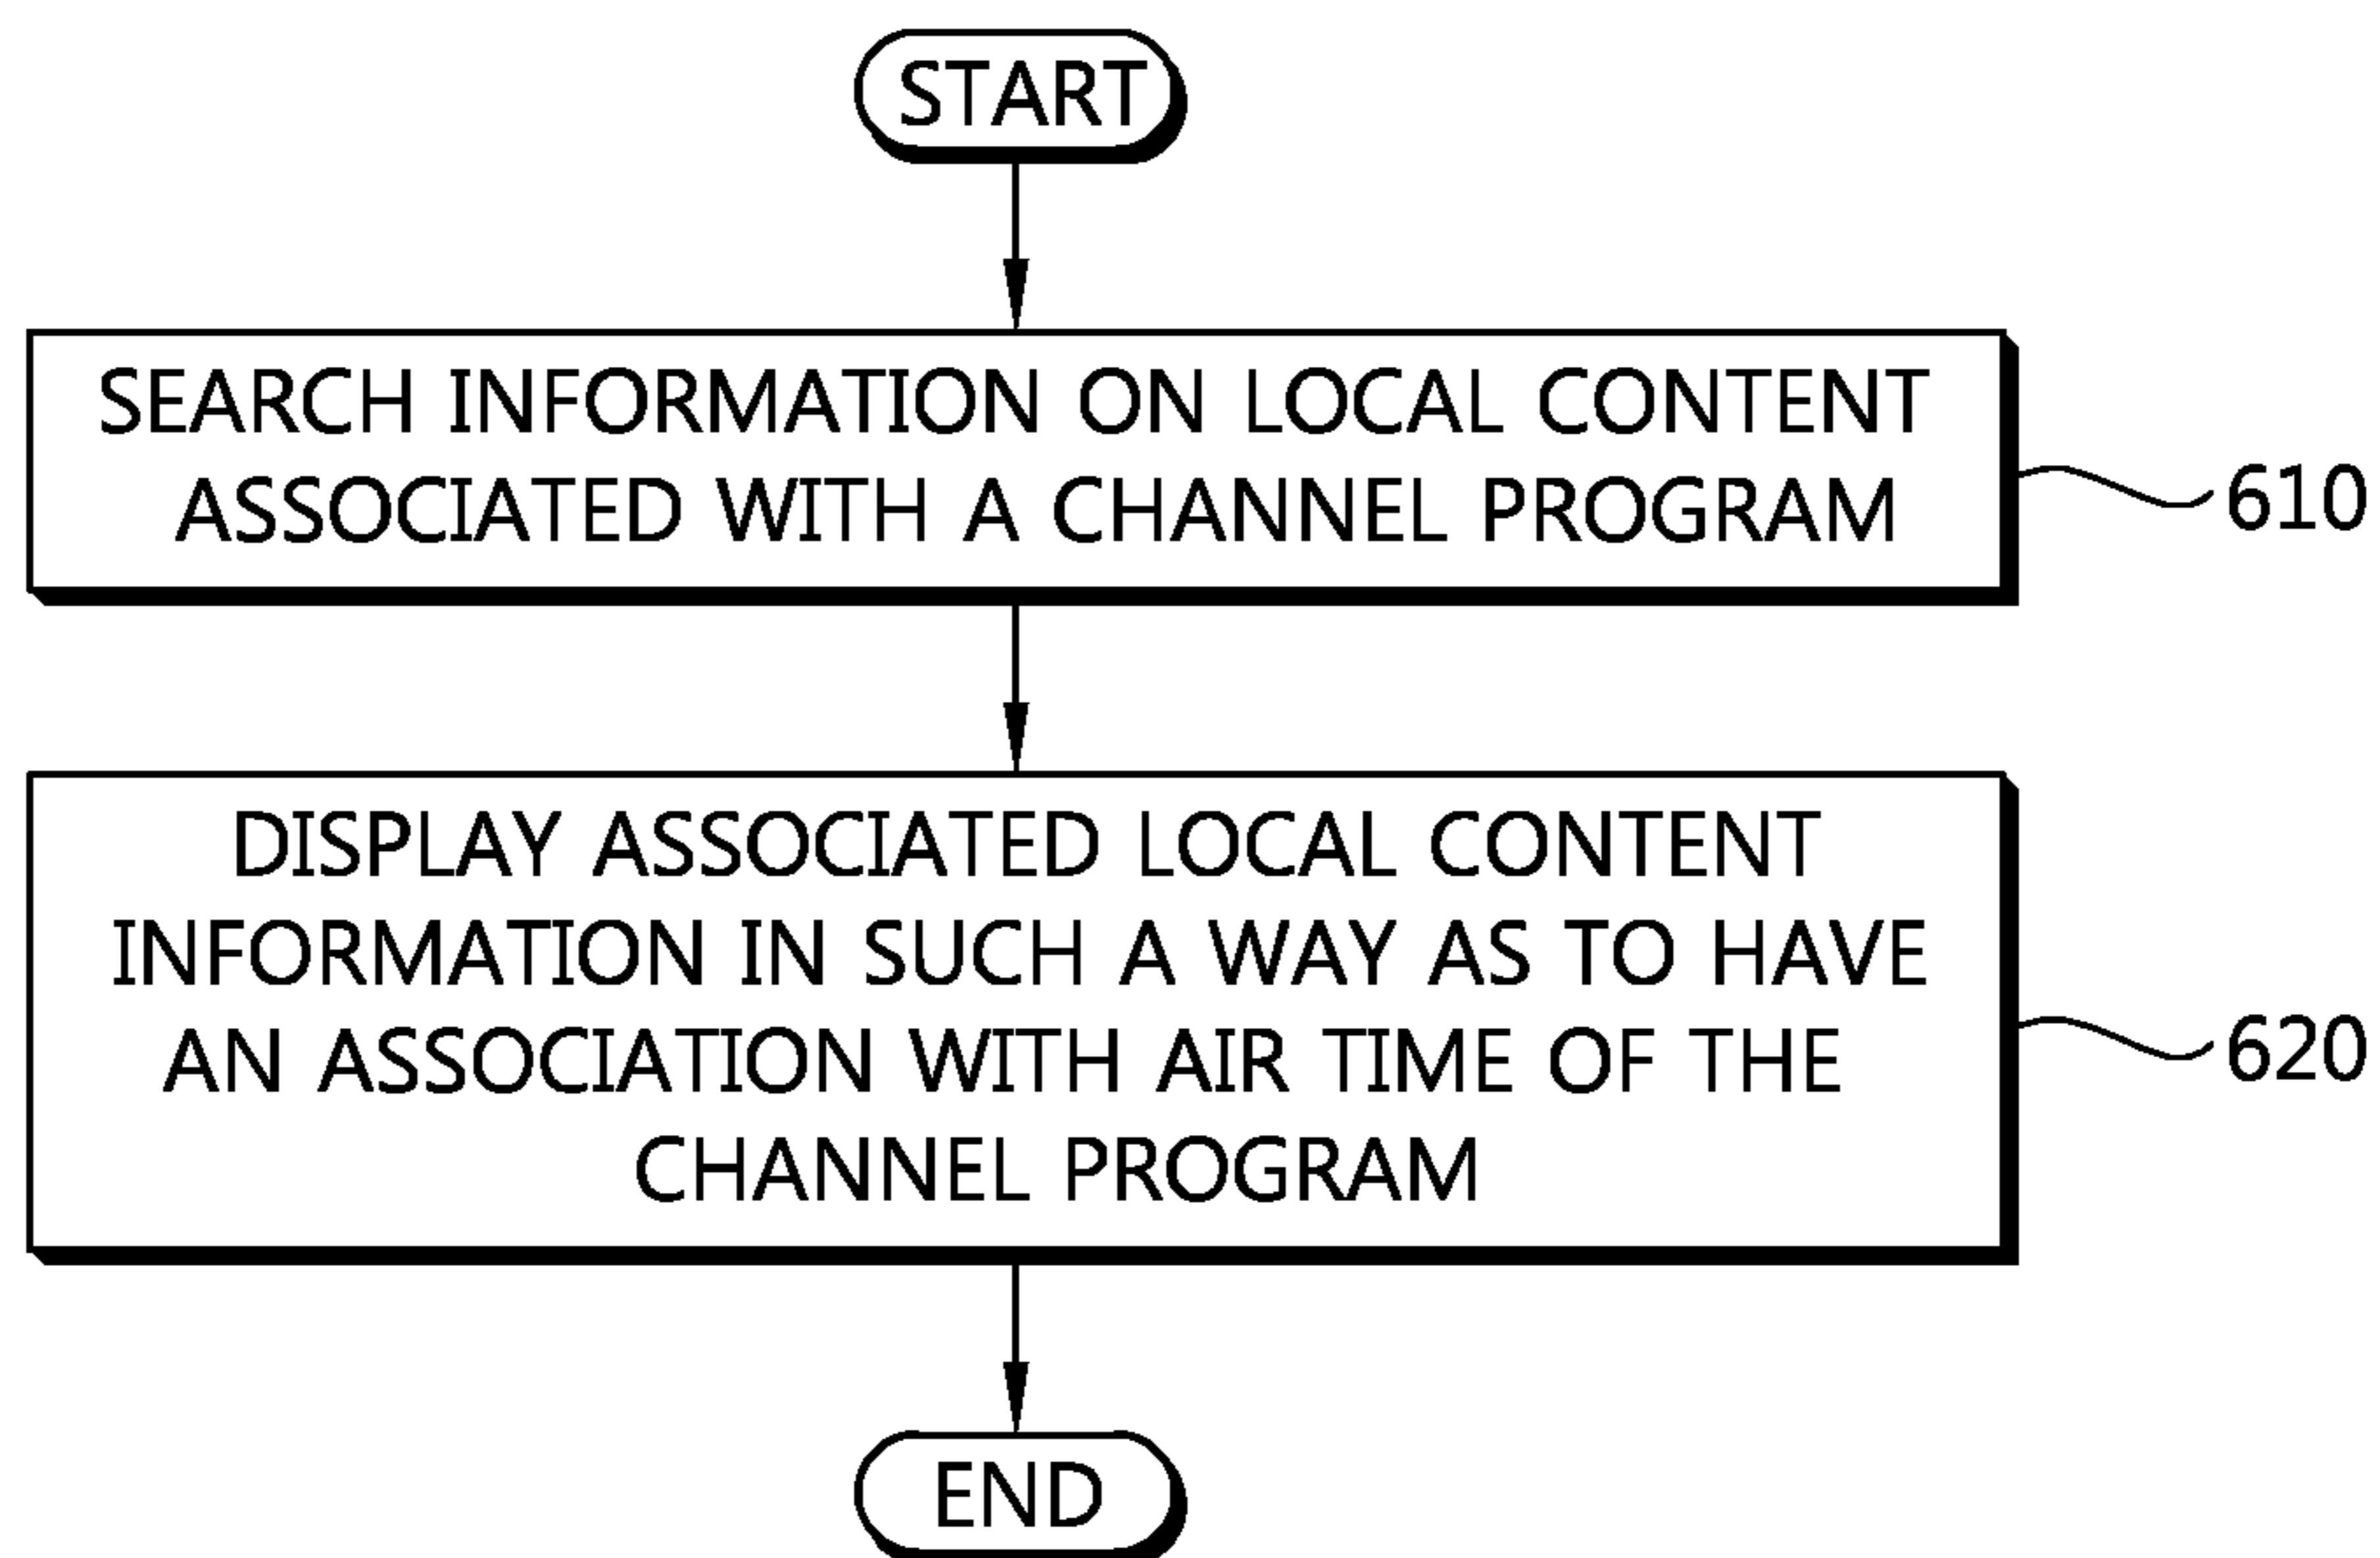 START
SEARCH INFORMATION ON LOCAL CONTENT
ASSOCIATED WITH A CHANNEL PROGRAM
610
DISPLAY ASSOCIATED LOCAL CONTENT
INFORMATION IN SUCH A WAY AS TO HAVE
AN ASSOCIATION WITH AIR TIME OF THE
CHANNEL PROGRAM
620
END